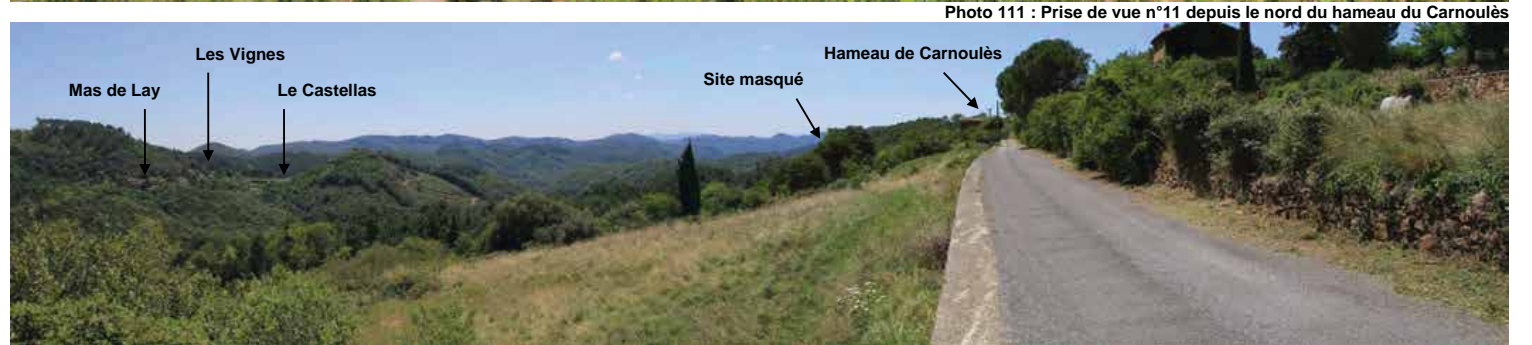 Photo 111 : Prise de vue n°11 depuis le nord du hameau du Carnoulès
Hameau de Carnoulès
Les Vignes
Site masqué
Mas de Lay
Le Castellas